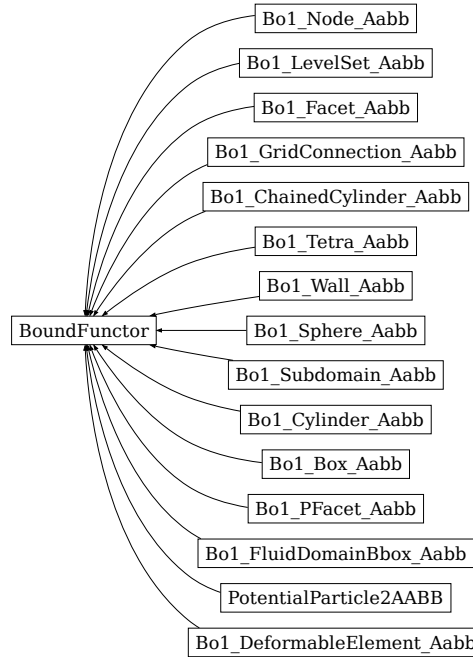 Bo1_Node_Aabb
Bo1_LevelSet_Aabb
Bo1_Facet_Aabb
Bo1_GridConnection_Aabb
Bo1_ChainedCylinder_Aabb
Bo1_Tetra_Aabb
Bo1_Wall_Aabb
BoundFunctor
Bo1_Sphere_Aabb
Bo1_Subdomain_Aabb
Bo1_Cylinder_Aabb
Bo1_Box_Aabb
Bo1_PFacet_Aabb
Bo1_FluidDomainBbox_Aabb
PotentialParticle2AABB
Bo1_DeformableElement_Aabb